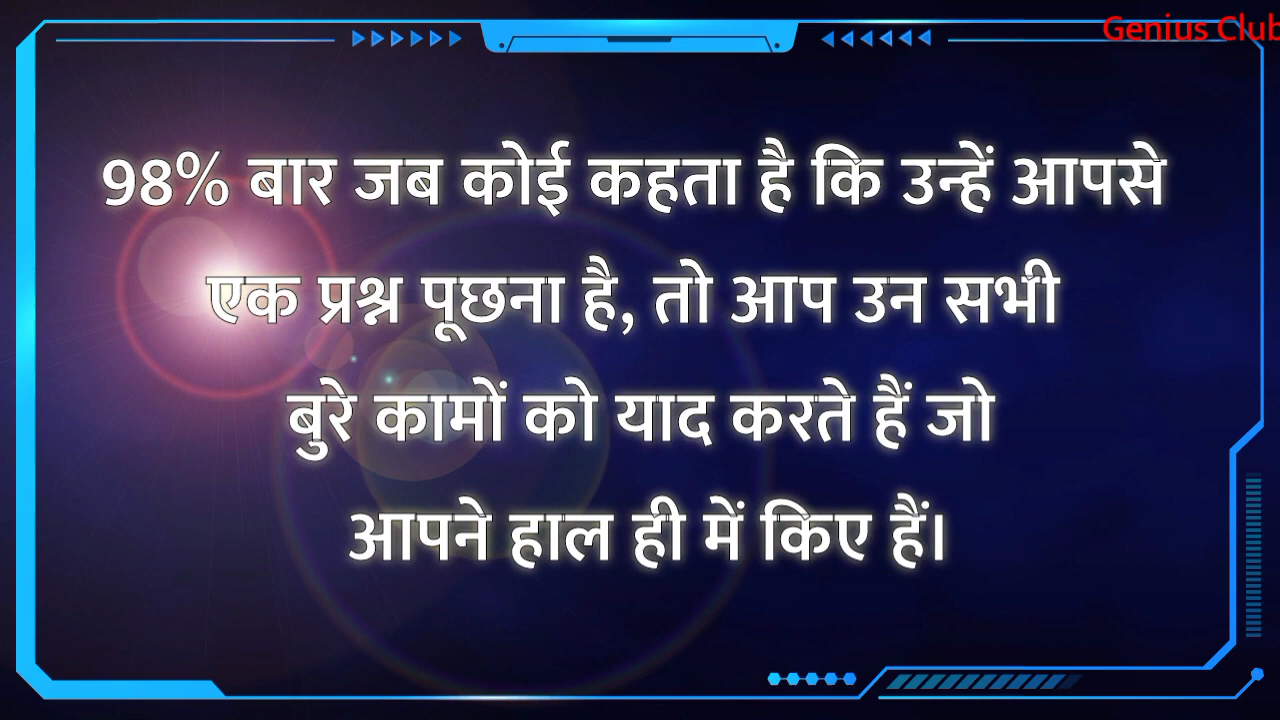 Genius Club
98% बार जब कोई कहता है कि उन्हें आपसे
एक प्रश्न पूछना है, तो आप उन सभी
बुरे कामों को याद करते हैं जो
आपने हाल ही में किए हैं।